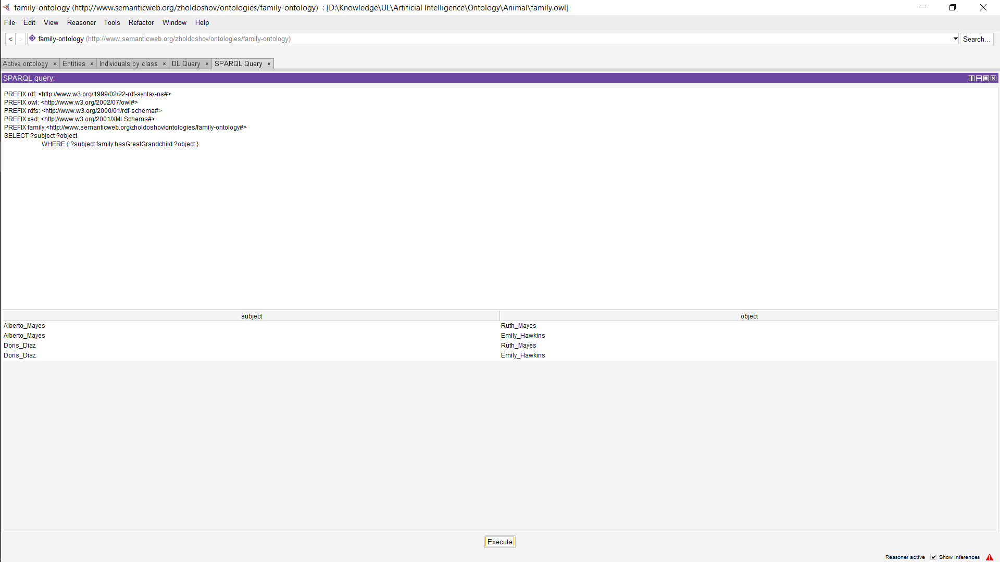 family-ontology (http://www.semanticweb.org/zholdoshov/ontologies/family-ontology) : [D:\Knowledge\UL\Artificial Intelligence\Ontology\Animal\family.owl]
File Edit View Reasoner Tools Refactor Window Help
< > family-ontology (http://www.semanticweb.org/zholdoshov/ontologies/family-ontology) Search...
Active ontology × Entities × Individuals by class × DL Query × SPARQL Query ×
SPARQL query:
PREFIX rdf: <http://www.w3.org/1999/02/22-rdf-syntax-ns#>
PREFIX owl: <http://www.w3.org/2002/07/owl#>
PREFIX rdfs: <http://www.w3.org/2000/01/rdf-schema#>
PREFIX xsd: <http://www.w3.org/2001/XMLSchema#>
PREFIX family:<http://www.semanticweb.org/zholdoshov/ontologies/family-ontology#>
SELECT ?subject ?object
WHERE { ?subject family:hasGreatGrandchild ?object }
subject object
Alberto_Mayes Ruth_Mayes
Alberto_Mayes Emily_Hawkins
Doris_Diaz Ruth_Mayes
Doris_Diaz Emily_Hawkins
Execute
Reasoner active Show Inferences